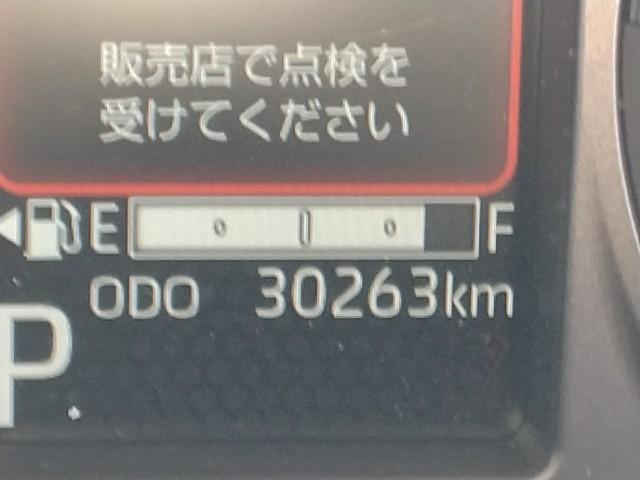 販売店で点検を
受けてください
E F
ODO 30263km
P